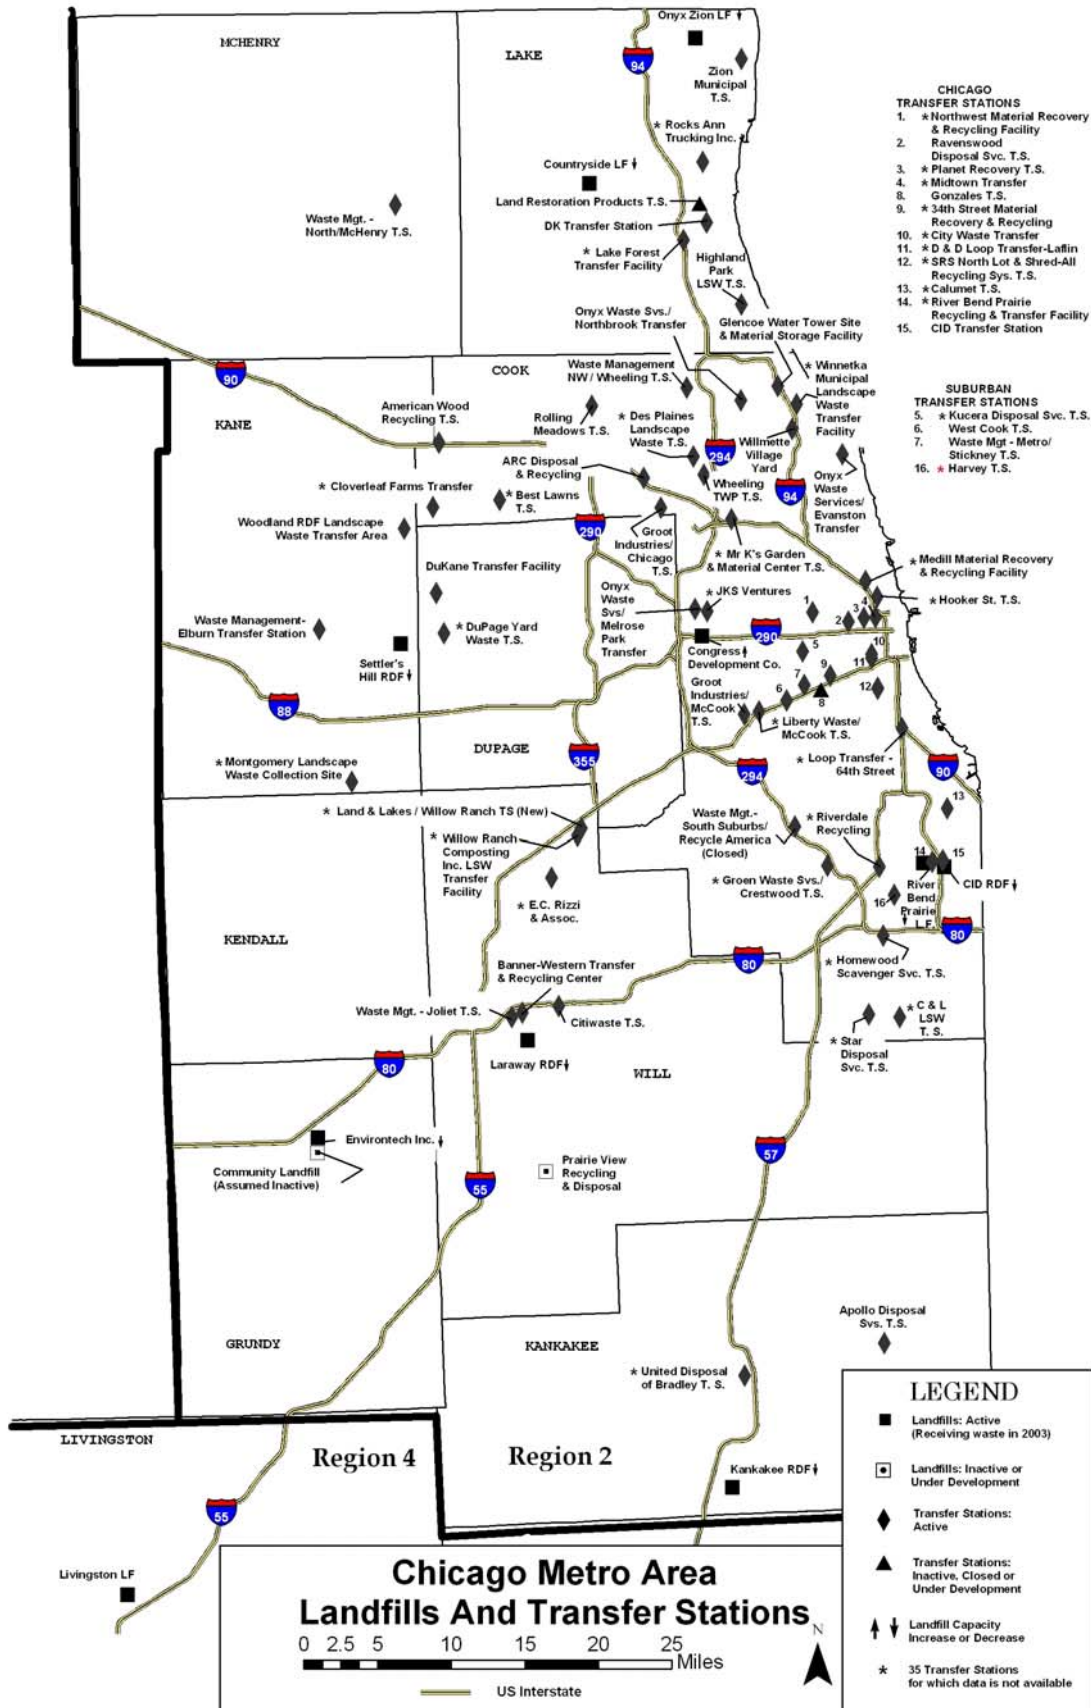 Onyx Zion LF
MCHENRY
LAKE
94
Zion
Municipal
T.S.
CHICAGO
TRANSFER STATIONS
1. * Northwest Material Recovery
& Recycling Facility
2. Ravenswood
Disposal Svc. T.S.
3. * Planet Recovery T.S.
4. * Midtown Transfer
8. Gonzales T.S.
9. * 34th Street Material
Recovery & Recycling
10. * City Waste Transfer
11. * D & D Loop Transfer-Laflin
12. * SRS North Lot & Shred-All
Recycling Sys. T.S.
13. * Calumet T.S.
14. * River Bend Prairie
Recycling & Transfer Facility
15. CID Transfer Station
* Rocks Ann
Trucking Inc.
Countryside LF
Land Restoration Products T.S.
Waste Mgt. -
North/McHenry T.S.
DK Transfer Station
* Lake Forest
Transfer Facility
Highland
Park
LSW T.S.
Onyx Waste Svs./
Northbrook Transfer
Glencoe Water Tower Site
& Material Storage Facility
90
COOK
Waste Management
NW / Wheeling T.S.
* Winnetka
Municipal
Landscape
Waste
Transfer
Facility
SUBURBAN
TRANSFER STATIONS
5. * Kucera Disposal Svc. T.S.
6. West Cook T.S.
7. Waste Mgt - Metro/
Stickney T.S.
16. * Harvey T.S.
KANE
American Wood
Recycling T.S.
Rolling
Meadows T.S.
* Des Plaines
Landscape
Waste T.S.
294
Willmette
Village
Yard
ARC Disposal
& Recycling
Wheeling
TWP T.S.
94
Onyx
Waste
Services/
Evanston
Transfer
* Cloverleaf Farms Transfer
* Best Lawns
T.S.
Woodland RDF Landscape
Waste Transfer Area
290
Groot
Industries/
Chicago
T.S.
* Mr K's Garden
& Material Center T.S.
* Medill Material Recovery
& Recycling Facility
DuKane Transfer Facility
Onyx
Waste
Svs/
Melrose
Park
Transfer
* JKS Ventures
* Hooker St. T.S.
1
2
3
4
Waste Management-
Elburn Transfer Station
* DuPage Yard
Waste T.S.
290
Settler's
Hill RDF
Congress
Development Co.
5
10
11
9
7
12
6
8
Groot
Industries/
McCook
T.S.
88
* Liberty Waste/
McCook T.S.
DUPAGE
355
294
* Loop Transfer -
64th Street
90
* Montgomery Landscape
Waste Collection Site
13
* Land & Lakes / Willow Ranch TS (New)
Waste Mgt.-
South Suburbs/
Recycle America
(Closed)
* Riverdale
Recycling
* Willow Ranch
Composting
Inc. LSW
Transfer
Facility
14
15
* Groen Waste Svs./
Crestwood T.S.
River
Bend
Prairie
L.F.
CID RDF
16
* E.C. Rizzi
& Assoc.
KENDALL
80
80
* Homewood
Scavenger Svc. T.S.
Banner-Western Transfer
& Recycling Center
Waste Mgt. - Joliet T.S.
Citiwaste T.S.
* C & L
LSW
T. S.
* Star
Disposal
Svc. T.S.
80
Laraway RDF
WILL
Environtech Inc.
57
Community Landfill
(Assumed Inactive)
55
Prairie View
Recycling
& Disposal
Apollo Disposal
Svs. T.S.
GRUNDY
KANKAKEE
* United Disposal
of Bradley T. S.
LIVINGSTON
Region 4
Region 2
Kankakee RDF
55
Livingston LF
LEGEND
Landfills: Active
(Receiving waste in 2003)
Landfills: Inactive or
Under Development
Transfer Stations:
Active
Transfer Stations:
Inactive, Closed or
Under Development
Landfill Capacity
Increase or Decrease
* 35 Transfer Stations
for which data is not available
Chicago Metro Area
Landfills And Transfer Stations
0 2.5 5 10 15 20 25
Miles
N
US Interstate